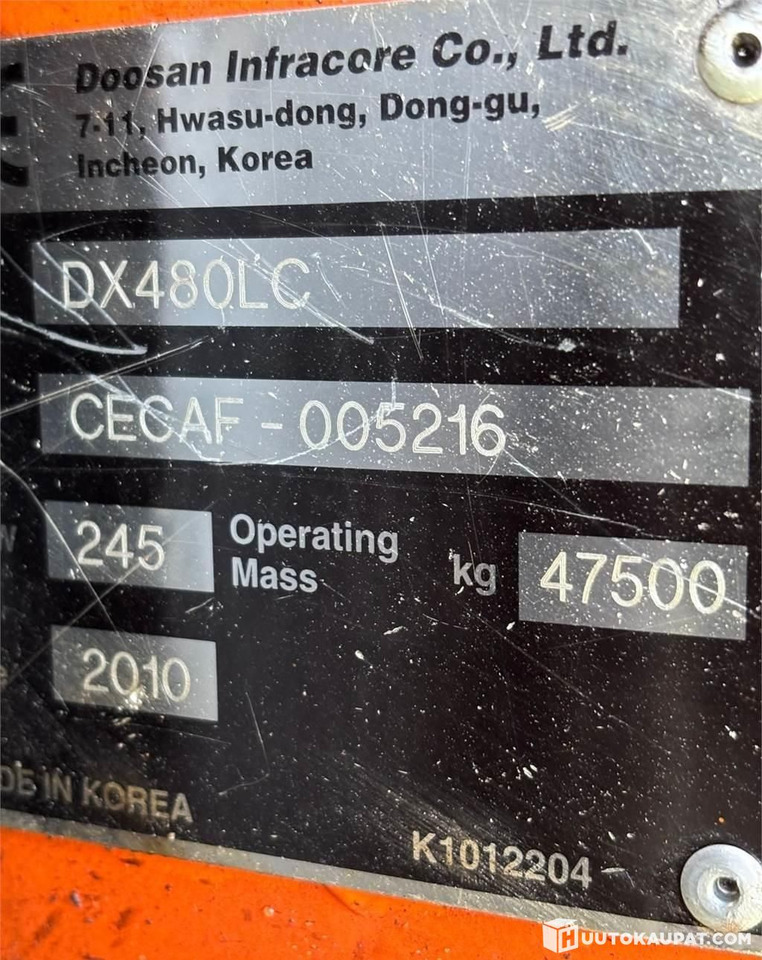 Doosan Infracore Co., Ltd.
7-11, Hwasu-dong, Dong-gu,
Incheon, Korea
DX480LC
CECAF - 005216
245 Operating Mass kg 47500
2010
IN KOREA
K1012204
HUUTOKAUPAT.COM